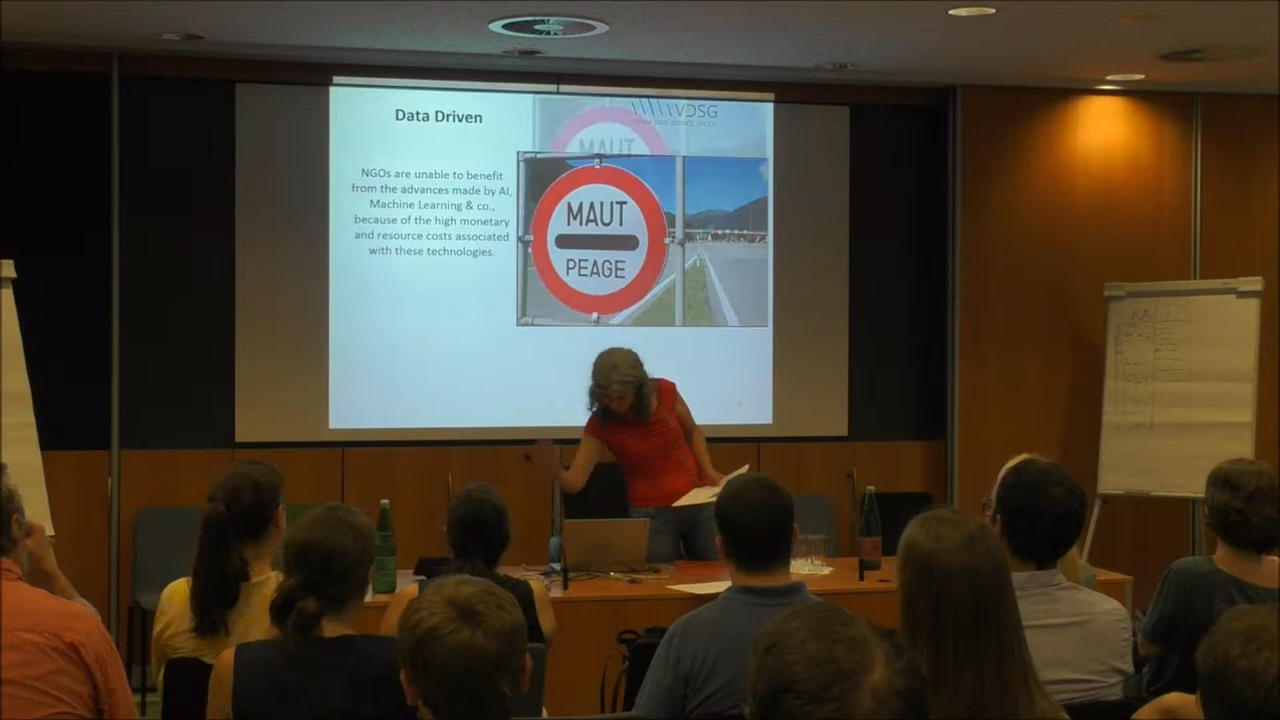 Data Driven
VDSG
MAUT
NGOs are unable to benefit
from the advances made by AI,
Machine Learning & co.,
because of the high monetary
and resource costs associated
with these technologies.
MAUT
PEAGE